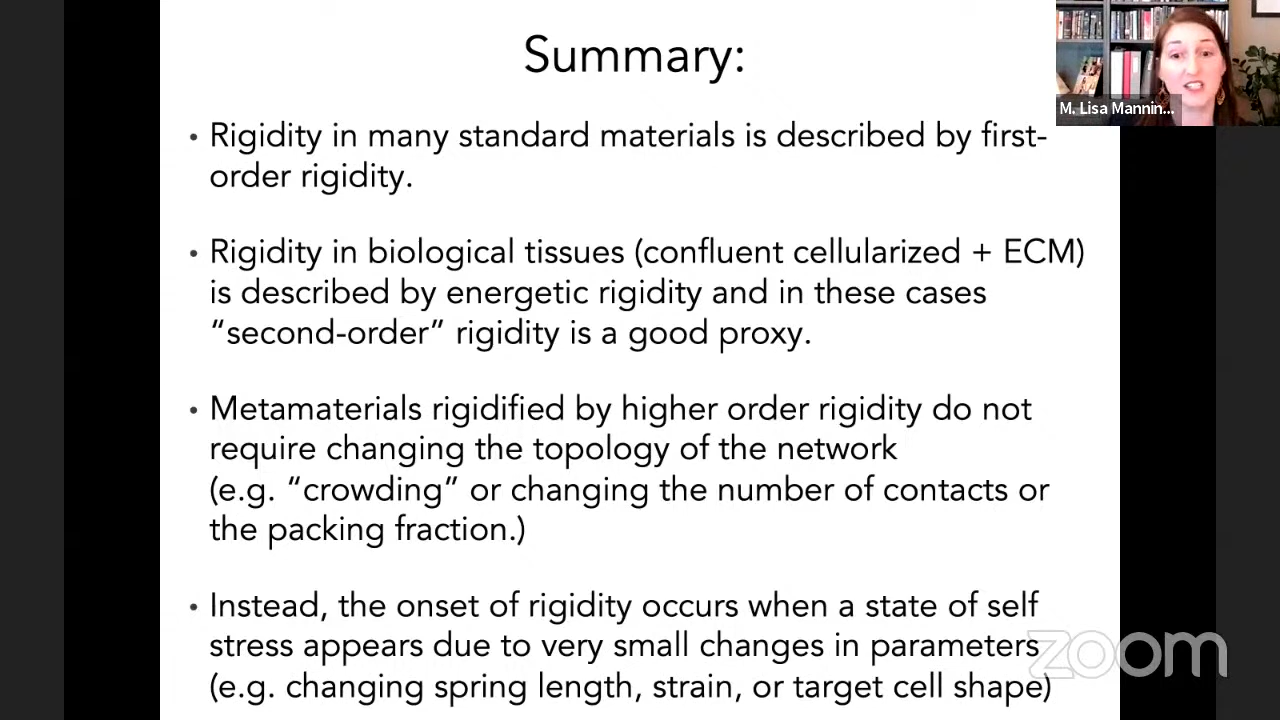 Summary:
M. Lisa Mannin...
• Rigidity in many standard materials is described by first-
order rigidity.
• Rigidity in biological tissues (confluent cellularized + ECM)
is described by energetic rigidity and in these cases
“second-order” rigidity is a good proxy.
• Metamaterials rigidified by higher order rigidity do not
require changing the topology of the network
(e.g. “crowding” or changing the number of contacts or
the packing fraction.)
• Instead, the onset of rigidity occurs when a state of self
stress appears due to very small changes in parameters
(e.g. changing spring length, strain, or target cell shape)
zoom